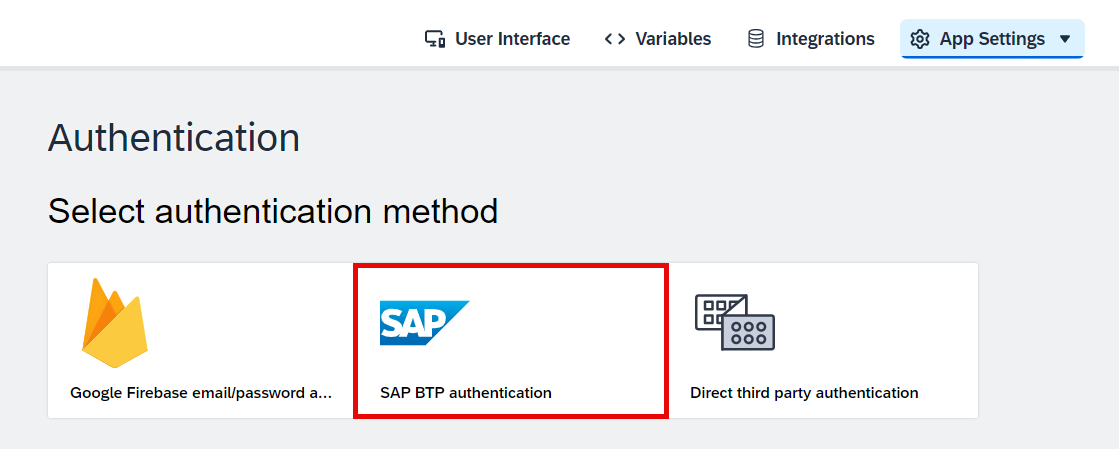 User Interface
Variables
Integrations
App Settings
Authentication
Select authentication method
SAP
Google Firebase email/password a...
SAP BTP authentication
Direct third party authentication